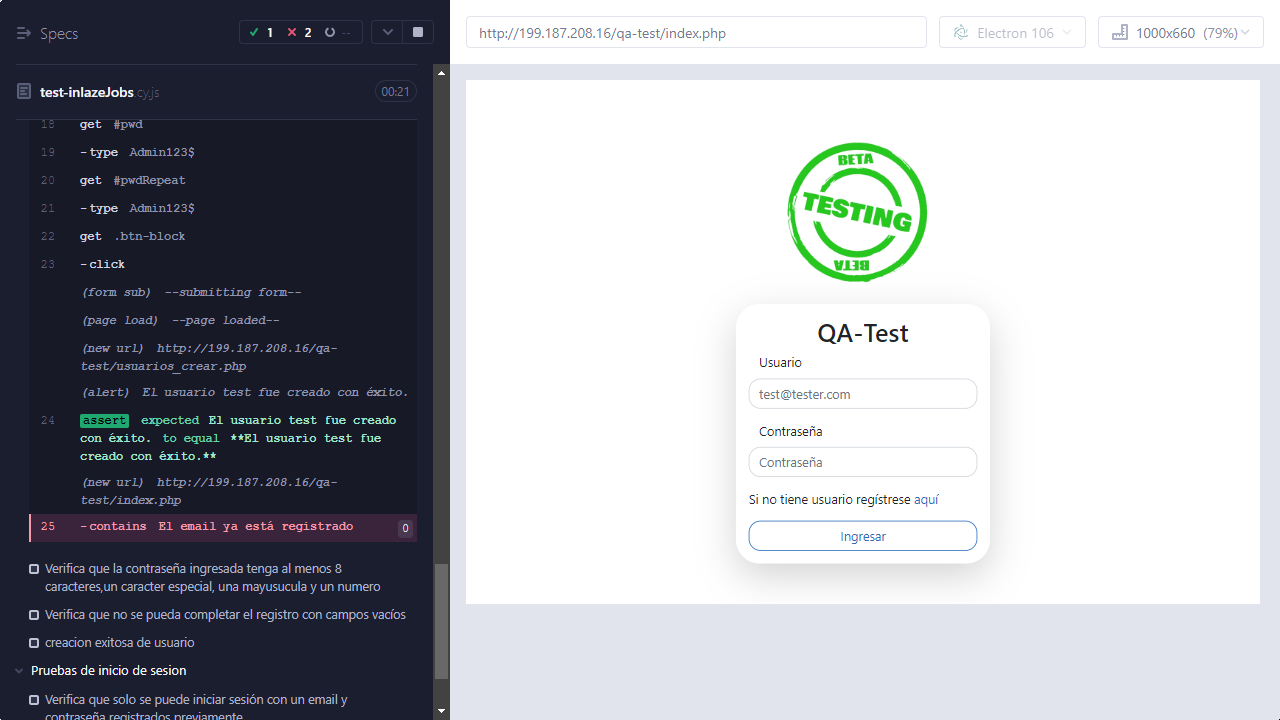 Specs
1
2
--
http://199.187.208.16/qa-test/index.php
Electron 106
1000x660 (79%)
test-inlazeJobs.cy.js
00:21
18 get #pwd
19 -type Admin123$
20 get #pwdRepeat
21 -type Admin123$
22 get .btn-block
23 -click
(form sub) --submitting form--
(page load) --page loaded--
(new url) http://199.187.208.16/qa-
test/usuarios_crear.php
(alert) El usuario test fue creado con éxito.
24 assert expected El usuario test fue creado
con éxito. to equal **El usuario test fue
creado con éxito.**
(new url) http://199.187.208.16/qa-
test/index.php
25 -contains El email ya está registrado 0
Verifica que la contraseña ingresada tenga al menos 8
caracteres,un caracter especial, una mayusucula y un numero
Verifica que no se pueda completar el registro con campos vacíos
creacion exitosa de usuario
Pruebas de inicio de sesion
Verifica que solo se puede iniciar sesión con un email y
contraseña registrados previamente
BETA
TESTING
BETA
QA-Test
Usuario
test@tester.com
Contraseña
Contraseña
Si no tiene usuario regístrese aquí
Ingresar